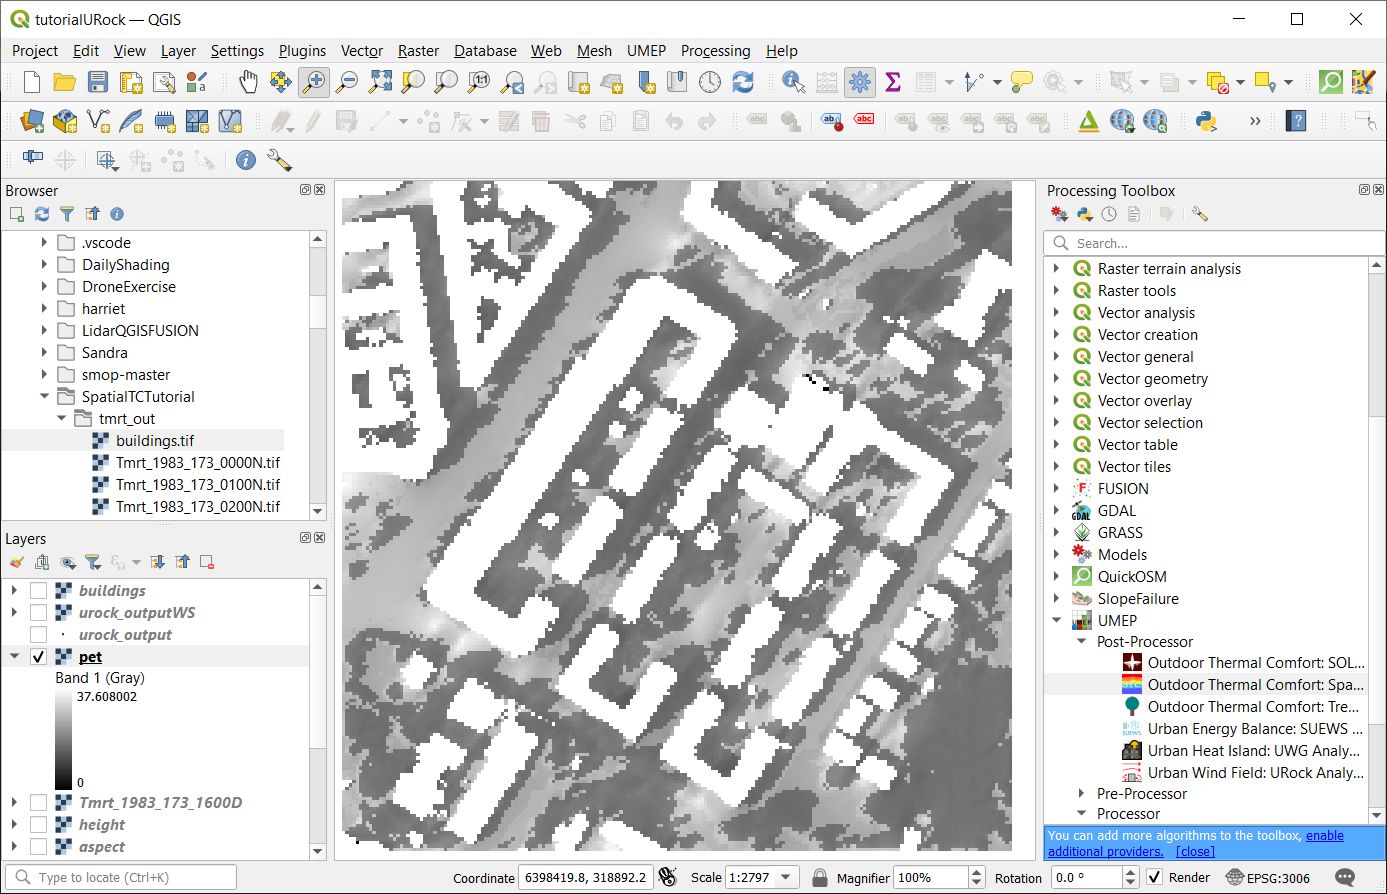 tutorialURock — QGIS
Project Edit View Layer Settings Plugins Vector Raster Database Web Mesh UMEP Processing Help
Browser
.vscode
DailyShading
DroneExercise
harriet
LidarQGISFUSION
Sandra
smop-master
SpatialTCTutorial
tmrt_out
buildings.tif
Tmrt_1983_173_0000N.tif
Tmrt_1983_173_0100N.tif
Tmrt_1983_173_0200N.tif
Layers
buildings
urock_outputWS
urock_output
pet
Band 1 (Gray)
37.608002
0
Tmrt_1983_173_1600D
height
aspect
Processing Toolbox
Search...
Raster terrain analysis
Raster tools
Vector analysis
Vector creation
Vector general
Vector geometry
Vector overlay
Vector selection
Vector table
Vector tiles
FUSION
GDAL
GRASS
Models
QuickOSM
SlopeFailure
UMEP
Post-Processor
Outdoor Thermal Comfort: SOL...
Outdoor Thermal Comfort: Spa...
Outdoor Thermal Comfort: Tre...
Urban Energy Balance: SUEWS ...
Urban Heat Island: UWG Analy...
Urban Wind Field: URock Analy...
Pre-Processor
Processor
You can add more algorithms to the toolbox, enable
additional providers. [close]
Type to locate (Ctrl+K)
Coordinate 6398419.8, 318892.2 Scale 1:2797 Magnifier 100% Rotation 0.0 ° Render EPSG:3006